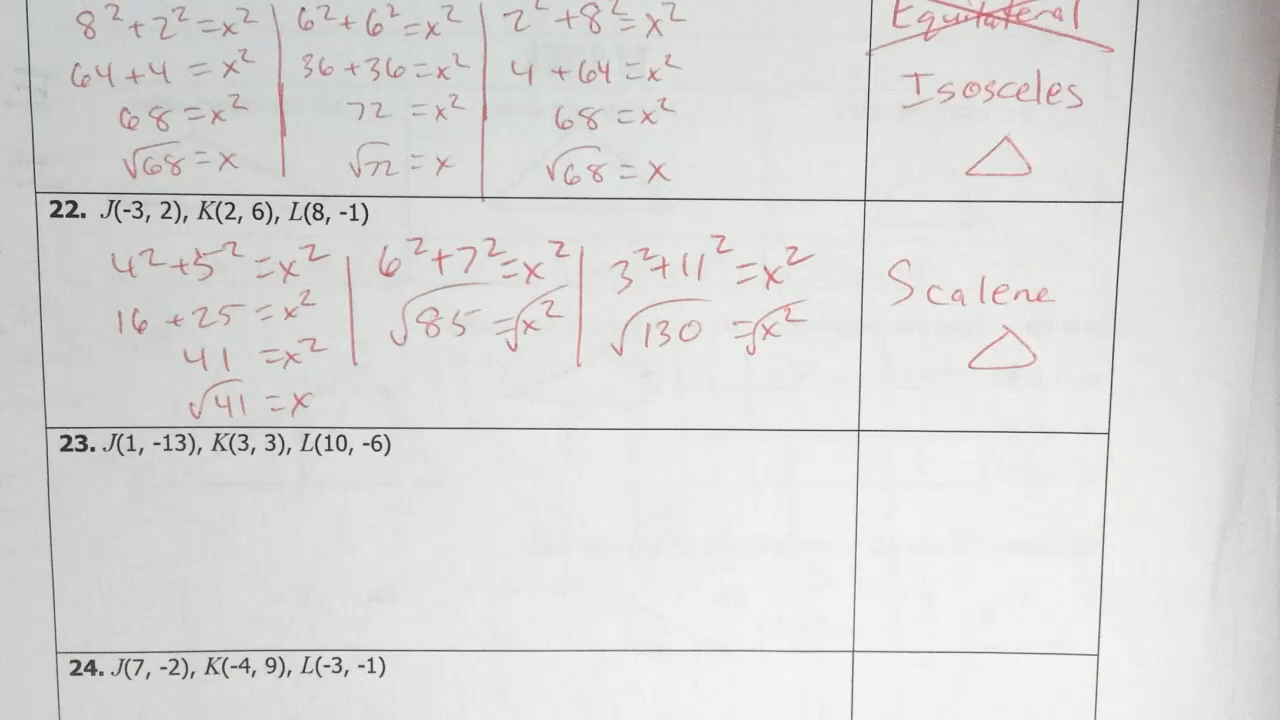 8²+2²=x² 6²+6²=x² 2²+8²=x² Equilateral
64+4=x² 36+36=x² 4+64=x² Isosceles
68=x² 72=x² 68=x²
√68=x √72=x √68=x
22. J(-3, 2), K(2, 6), L(8, -1)
4²+5²=x² 6²+7²=x² 3²+11²=x² Scalene
16+25=x² √85=√x² √130=√x²
41=x²
√41=x
23. J(1, -13), K(3, 3), L(10, -6)
24. J(7, -2), K(-4, 9), L(-3, -1)